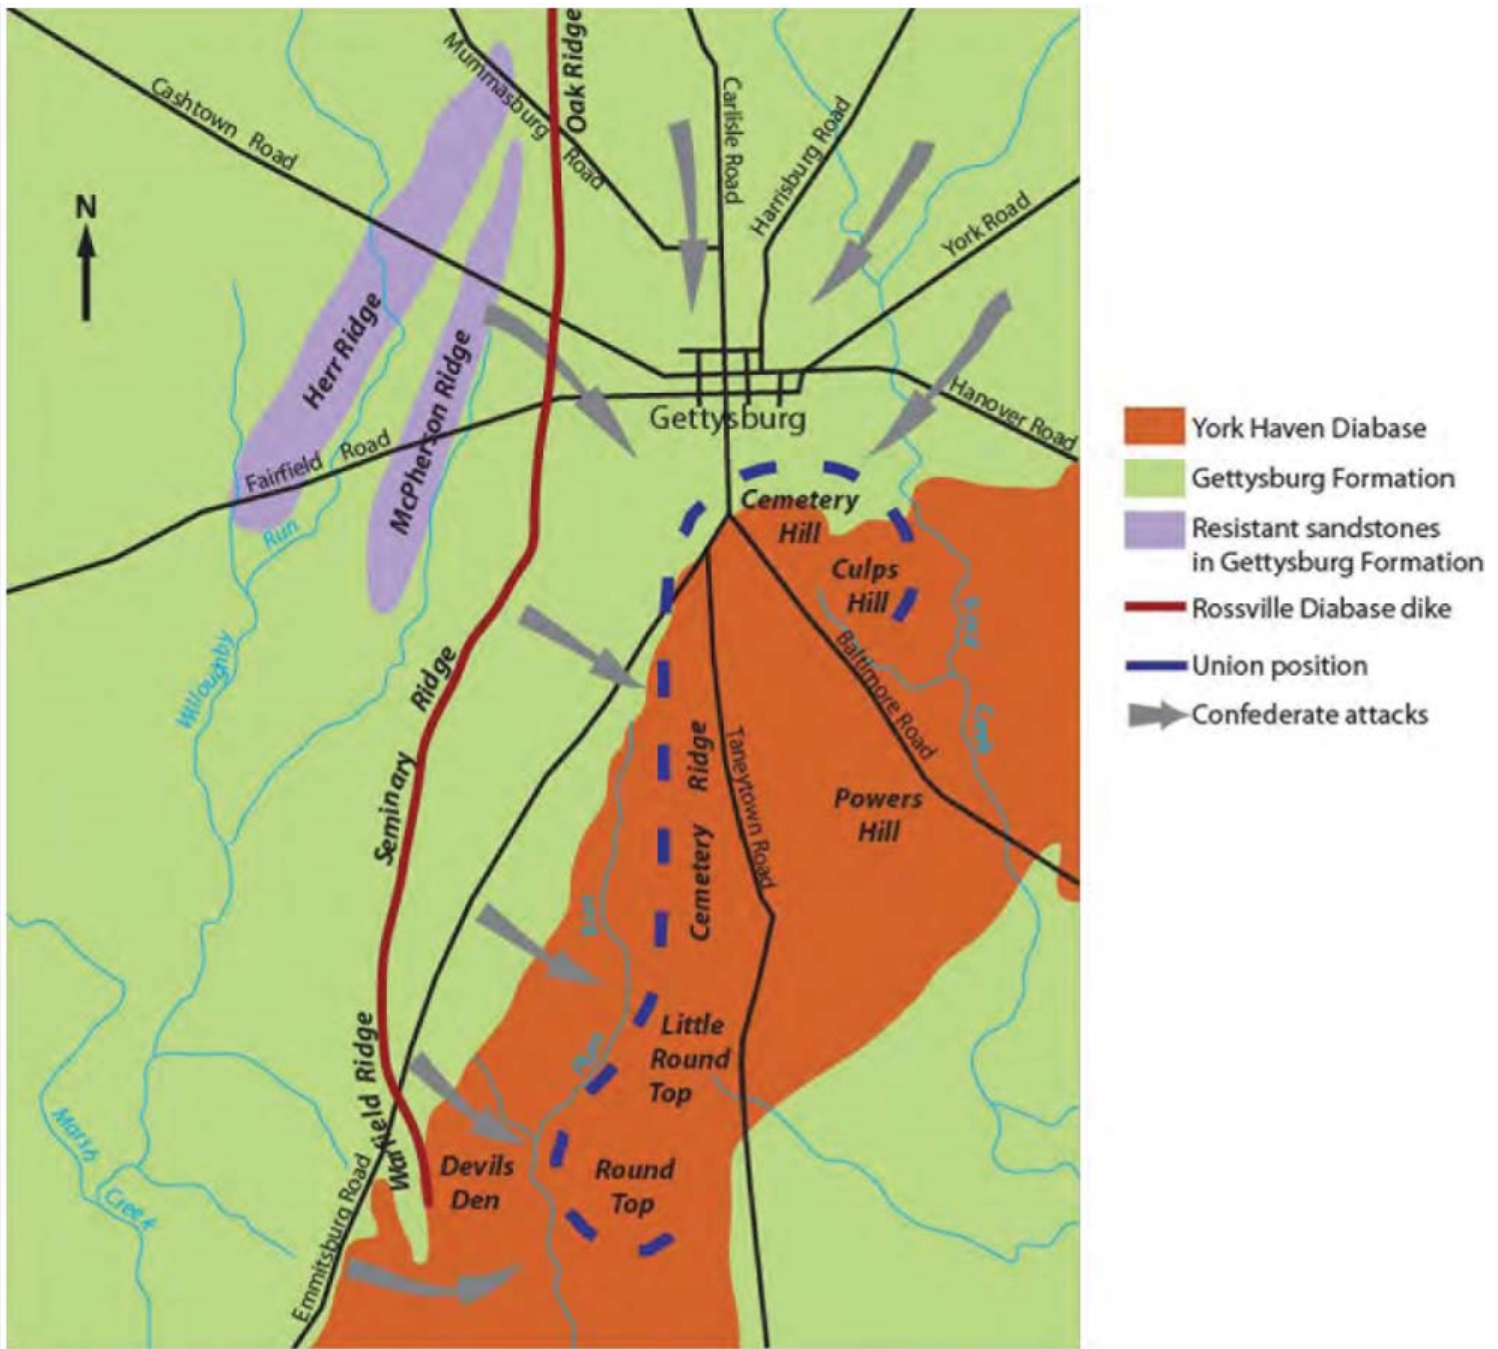 Mummasburg Road
Oak Ridge
Cashtown Road
Carlisle Road
Harrisburg Road
York Road
N
Herr Ridge
McPherson Ridge
Hanover Road
Gettysburg
Fairfield Road
Cemetery
Hill
Run
Culps
Hill
Willoughby
Baltimore Road
Creek
Seminary Ridge
Cemetery Ridge
Taneytown Road
Powers
Hill
Run
Little
Round
Top
Warfield Ridge
Marsh
Creek
Devils
Den
Round
Top
Emmitsburg Road
York Haven Diabase
Gettysburg Formation
Resistant sandstones
in Gettysburg Formation
Rossville Diabase dike
Union position
Confederate attacks